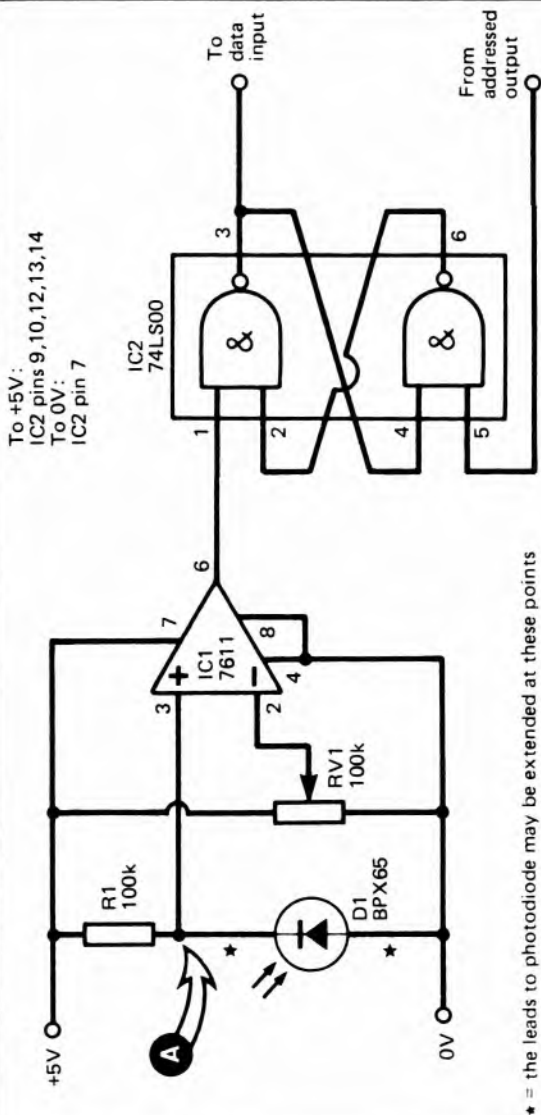 To +5V:
IC2 pins 9,10,12,13,14
To 0V:
IC2 pin 7
+5V
R1
100k
A
★
D1
BPX65
★
0V
RV1
100k
3
2
+
−
IC1
7611
7
6
8
4
IC2
74LS00
1
2
&
3
4
5
&
6
To
data
input
From
addressed
output
★ = the leads to photodiode may be extended at these points